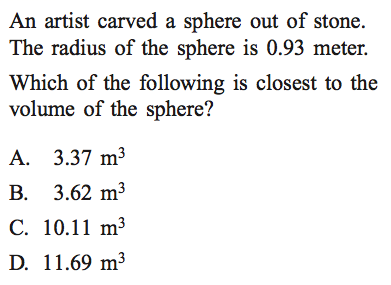 An artist carved a sphere out of stone.
The radius of the sphere is 0.93 meter.
Which of the following is closest to the
volume of the sphere?
A. 3.37 m³
B. 3.62 m³
C. 10.11 m³
D. 11.69 m³